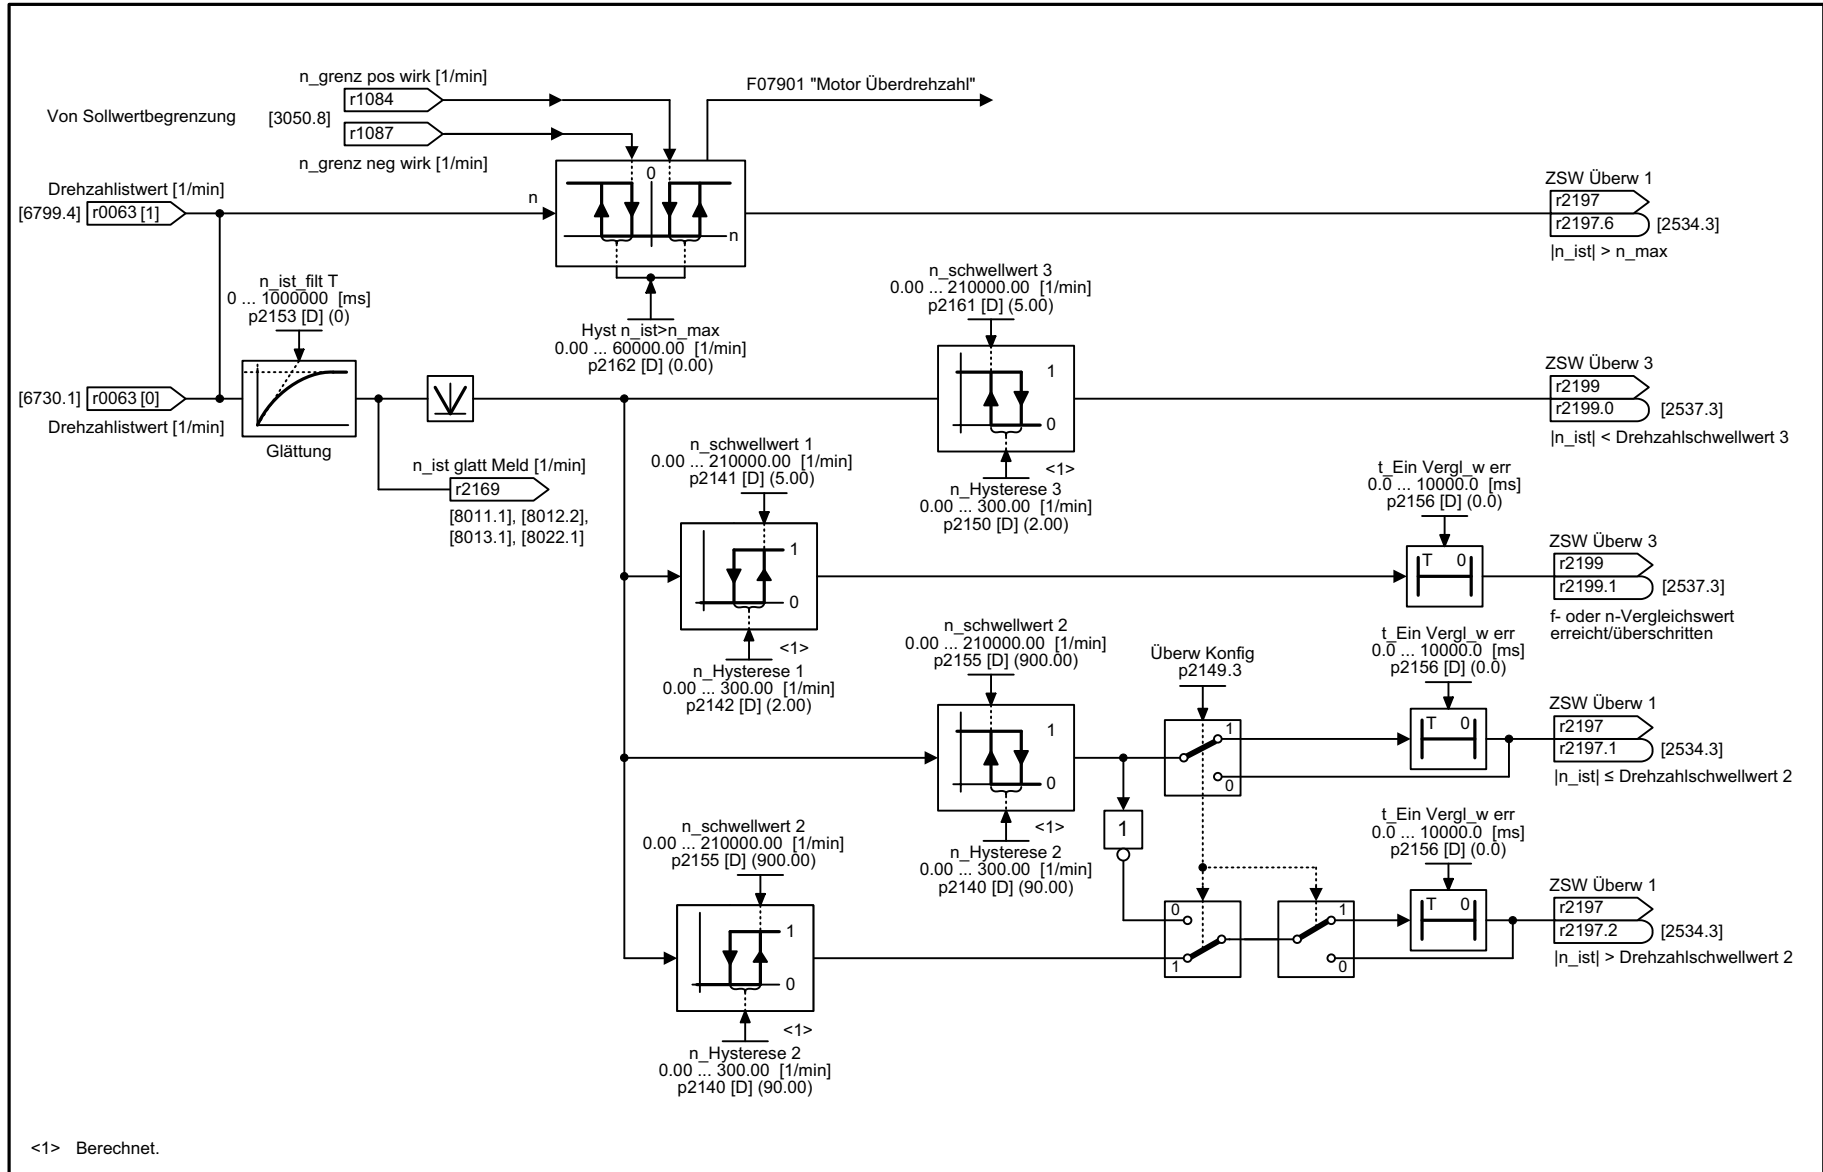 n_grenz pos wirk [1/min]
r1084
Von Sollwertbegrenzung
[3050.8]
r1087
n_grenz neg wirk [1/min]
F07901 "Motor Überdrehzahl"
Drehzahlistwert [1/min]
[6799.4]
r0063 [1]
n
0
n
ZSW Überw 1
r2197
r2197.6
[2534.3]
|n_ist| > n_max
n_ist_filt T
0 ... 1000000 [ms]
p2153 [D] (0)
Hyst n_ist>n_max
0.00 ... 60000.00 [1/min]
p2162 [D] (0.00)
n_schwellwert 3
0.00 ... 210000.00 [1/min]
p2161 [D] (5.00)
1
0
ZSW Überw 3
r2199
r2199.0
[2537.3]
|n_ist| < Drehzahlschwellwert 3
[6730.1]
r0063 [0]
Drehzahlistwert [1/min]
Glättung
n_ist glatt Meld [1/min]
r2169
[8011.1], [8012.2],
[8013.1], [8022.1]
n_schwellwert 1
0.00 ... 210000.00 [1/min]
p2141 [D] (5.00)
<1>
n_Hysterese 3
0.00 ... 300.00 [1/min]
p2150 [D] (2.00)
t_Ein Vergl_w err
0.0 ... 10000.0 [ms]
p2156 [D] (0.0)
1
0
T 0
ZSW Überw 3
r2199
r2199.1
[2537.3]
f- oder n-Vergleichswert
erreicht/überschritten
<1>
n_Hysterese 1
0.00 ... 300.00 [1/min]
p2142 [D] (2.00)
n_schwellwert 2
0.00 ... 210000.00 [1/min]
p2155 [D] (900.00)
Überw Konfig
p2149.3
t_Ein Vergl_w err
0.0 ... 10000.0 [ms]
p2156 [D] (0.0)
1
0
1
0
T 0
ZSW Überw 1
r2197
r2197.1
[2534.3]
|n_ist| ≤ Drehzahlschwellwert 2
<1>
n_Hysterese 2
0.00 ... 300.00 [1/min]
p2140 [D] (90.00)
1
n_schwellwert 2
0.00 ... 210000.00 [1/min]
p2155 [D] (900.00)
t_Ein Vergl_w err
0.0 ... 10000.0 [ms]
p2156 [D] (0.0)
1
0
0
1
1
0
T 0
ZSW Überw 1
r2197
r2197.2
[2534.3]
|n_ist| > Drehzahlschwellwert 2
<1>
n_Hysterese 2
0.00 ... 300.00 [1/min]
p2140 [D] (90.00)
<1> Berechnet.